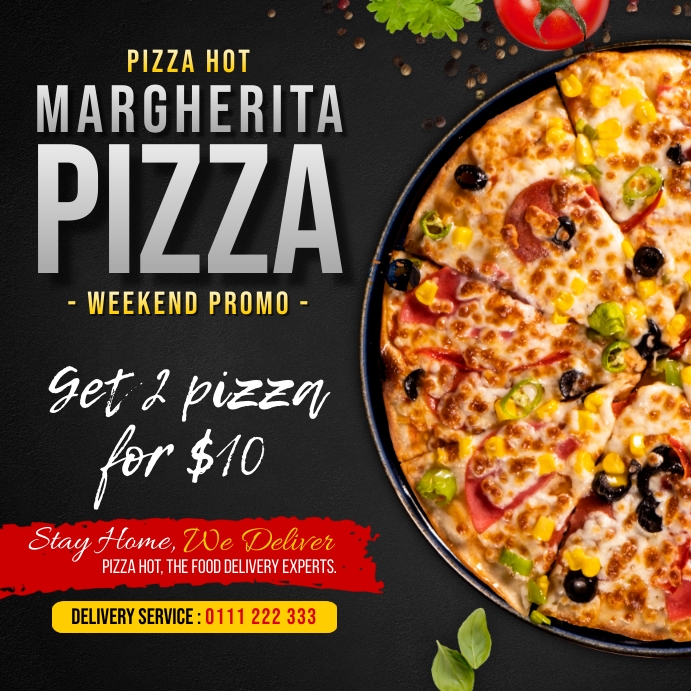 PIZZA HOT
MARGHERITA
PIZZA
- WEEKEND PROMO -
Get 2 pizza
for $10
Stay Home, We Deliver
PIZZA HOT, THE FOOD DELIVERY EXPERTS.
DELIVERY SERVICE : 0111 222 333